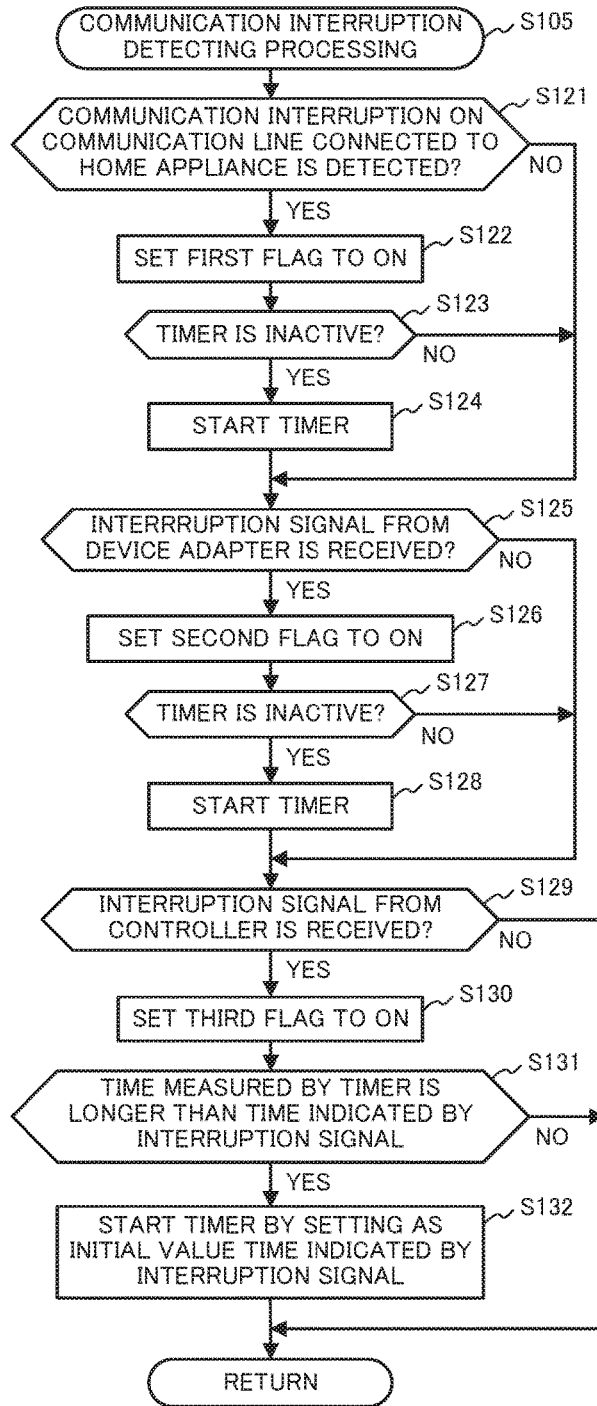 COMMUNICATION INTERRUPTION
DETECTING PROCESSING
S105
S121
COMMUNICATION INTERRUPTION ON
COMMUNICATION LINE CONNECTED TO
HOME APPLIANCE IS DETECTED?
NO
YES
S122
SET FIRST FLAG TO ON
S123
TIMER IS INACTIVE?
NO
YES
S124
START TIMER
S125
INTERRRUPTION SIGNAL FROM
DEVICE ADAPTER IS RECEIVED?
NO
YES
S126
SET SECOND FLAG TO ON
S127
TIMER IS INACTIVE?
NO
YES
S128
START TIMER
S129
INTERRUPTION SIGNAL FROM
CONTROLLER IS RECEIVED?
NO
YES
S130
SET THIRD FLAG TO ON
S131
TIME MEASURED BY TIMER IS
LONGER THAN TIME INDICATED BY
INTERRUPTION SIGNAL
NO
YES
S132
START TIMER BY SETTING AS
INITIAL VALUE TIME INDICATED BY
INTERRUPTION SIGNAL
RETURN